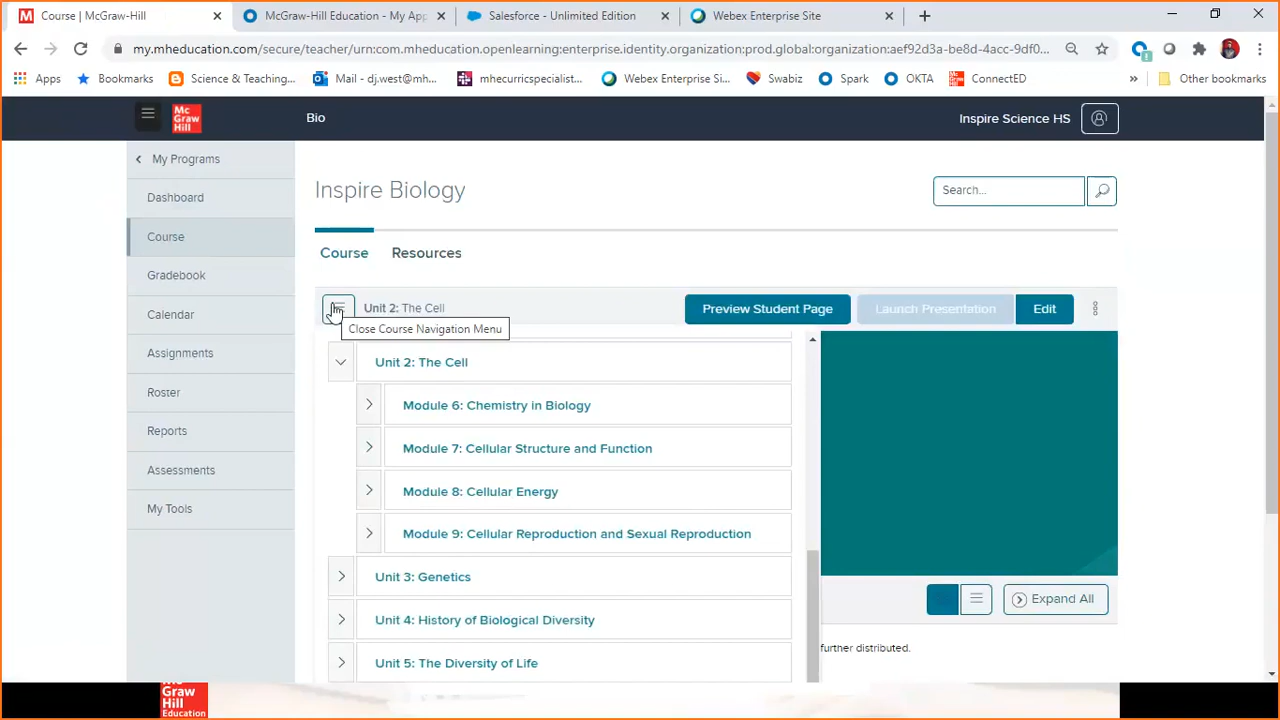 Course | McGraw-Hill
McGraw-Hill Education - My App
Salesforce - Unlimited Edition
Webex Enterprise Site
my.mheducation.com/secure/teacher/urn:com.mheducation.openlearning:enterprise.identity.organization:prod.global:organization:aef92d3a-be8d-4acc-9df0...
Apps
Bookmarks
Science & Teaching...
Mail - dj.west@mh...
mhecurricspecialist...
Webex Enterprise Si...
Swabiz
Spark
OKTA
ConnectED
»
Other bookmarks
Mc Graw Hill
Bio
Inspire Science HS
My Programs
Dashboard
Course
Gradebook
Calendar
Assignments
Roster
Reports
Assessments
My Tools
Inspire Biology
Search...
Course
Resources
Unit 2: The Cell
Preview Student Page
Launch Presentation
Edit
Close Course Navigation Menu
Unit 2: The Cell
Module 6: Chemistry in Biology
Module 7: Cellular Structure and Function
Module 8: Cellular Energy
Module 9: Cellular Reproduction and Sexual Reproduction
Unit 3: Genetics
Unit 4: History of Biological Diversity
Unit 5: The Diversity of Life
Expand All
further distributed.
Graw
Hill
Education